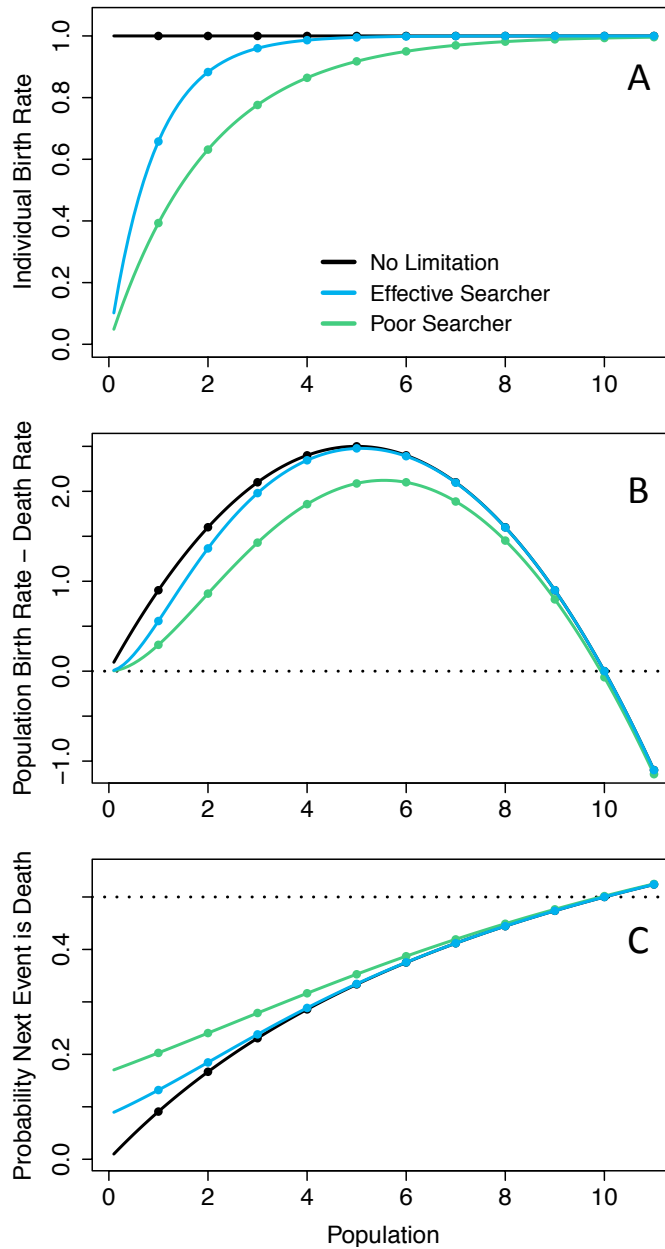 Individual Birth Rate
0.0 0.2 0.4 0.6 0.8 1.0
A
No Limitation
Effective Searcher
Poor Searcher
0 2 4 6 8 10
Population Birth Rate − Death Rate
−1.0 0.0 1.0 2.0
B
0 2 4 6 8 10
Probability Next Event is Death
0.0 0.2 0.4
C
0 2 4 6 8 10
Population